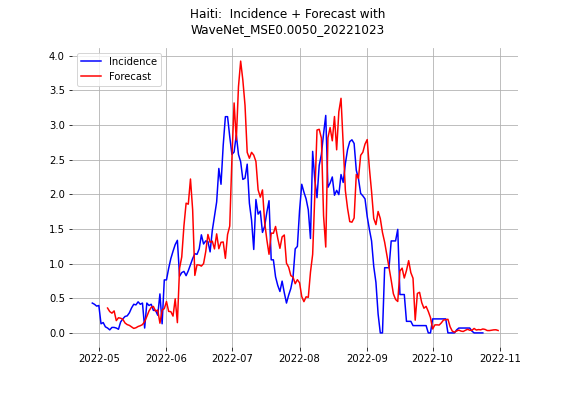 Haiti:  Incidence + Forecast with
WaveNet_MSE0.0050_20221023
Incidence
Forecast
4.0
3.5
3.0
2.5
2.0
1.5
1.0
0.5
0.0
2022-05 2022-06 2022-07 2022-08 2022-09 2022-10 2022-11